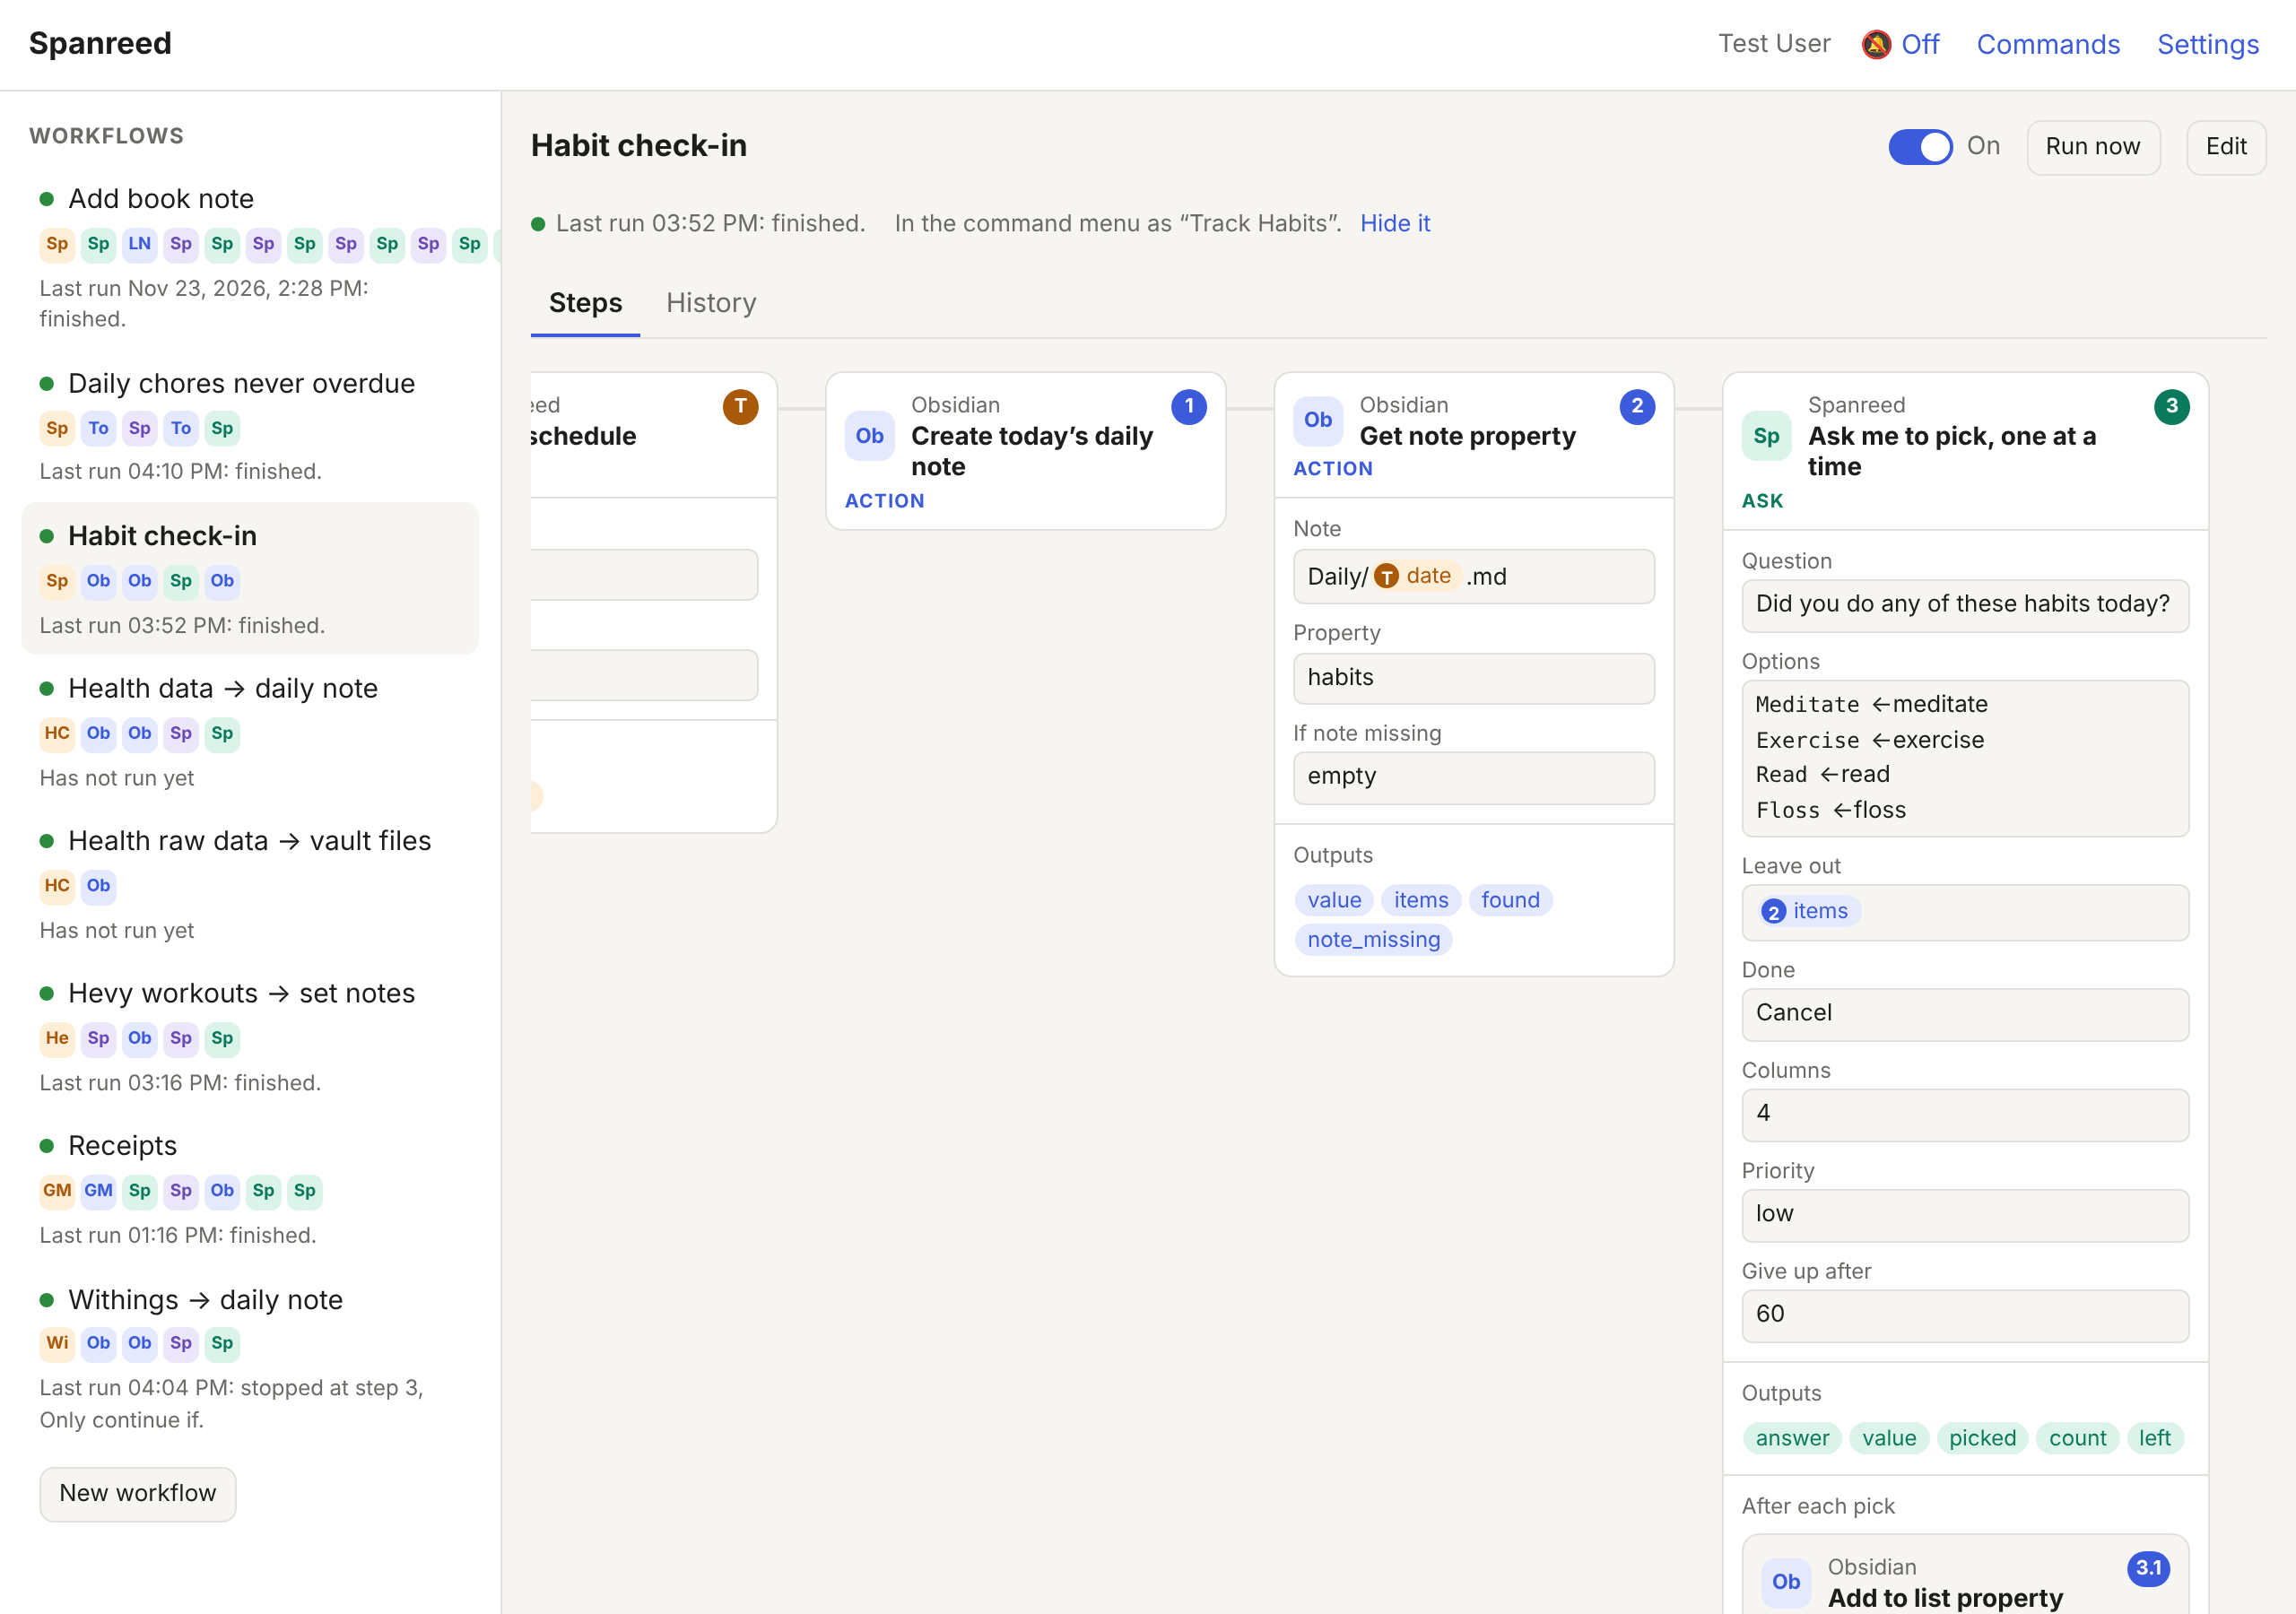 Spanreed
Test User
Off
Commands
Settings
WORKFLOWS
Add book note
Sp Sp LN Sp Sp Sp Sp Sp Sp Sp Sp
Last run Nov 23, 2026, 2:28 PM:
finished.
Daily chores never overdue
Sp To Sp To Sp
Last run 04:10 PM: finished.
Habit check-in
Sp Ob Ob Sp Ob
Last run 03:52 PM: finished.
Health data → daily note
HC Ob Ob Sp Sp
Has not run yet
Health raw data → vault files
HC Ob
Has not run yet
Hevy workouts → set notes
He Sp Ob Sp Sp
Last run 03:16 PM: finished.
Receipts
GM GM Sp Sp Ob Sp Sp
Last run 01:16 PM: finished.
Withings → daily note
Wi Ob Ob Sp Sp
Last run 04:04 PM: stopped at step 3,
Only continue if.
New workflow
Habit check-in
On
Run now
Edit
Last run 03:52 PM: finished.
In the command menu as “Track Habits”. Hide it
Steps
History
eed
schedule
T
Ob
Obsidian
Create today’s daily
note
1
ACTION
Ob
Obsidian
Get note property
2
ACTION
Note
Daily/ T date .md
Property
habits
If note missing
empty
Outputs
value items found
note_missing
Sp
Spanreed
Ask me to pick, one at a
time
3
ASK
Question
Did you do any of these habits today?
Options
Meditate ←meditate
Exercise ←exercise
Read ←read
Floss ←floss
Leave out
2 items
Done
Cancel
Columns
4
Priority
low
Give up after
60
Outputs
answer value picked count left
After each pick
Ob
Obsidian
Add to list property
3.1